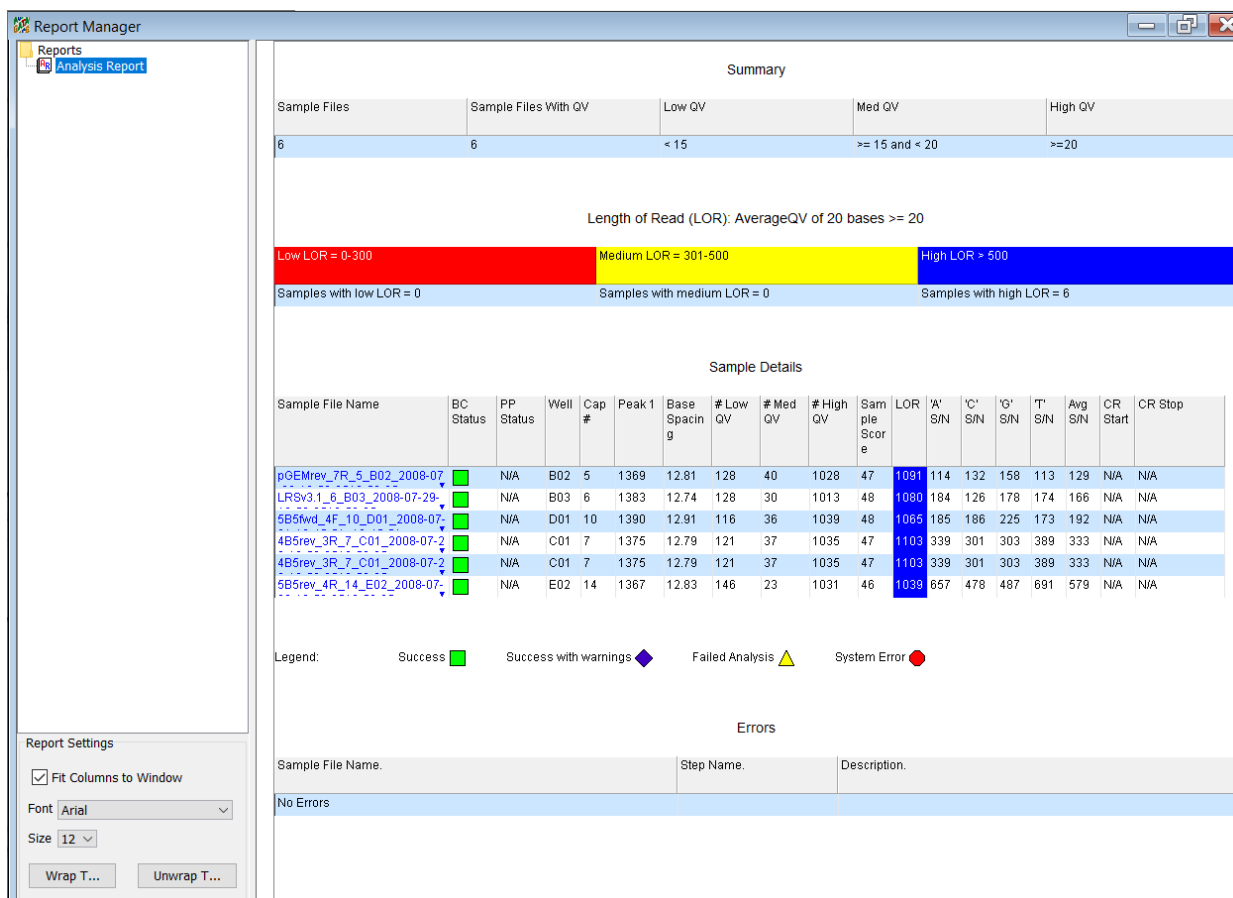 Report Manager
Reports
Analysis Report
Summary
Sample Files Sample Files With QV Low QV Med QV High QV
6 6 < 15 >= 15 and < 20 >=20
Length of Read (LOR): AverageQV of 20 bases >= 20
Low LOR = 0-300 Medium LOR = 301-500 High LOR > 500
Samples with low LOR = 0 Samples with medium LOR = 0 Samples with high LOR = 6
Sample Details
Sample File Name BC Status PP Status Well Cap # Peak 1 Base Spacing # Low QV # Med QV # High QV Sample Score LOR 'A' S/N 'C' S/N 'G' S/N 'T' S/N Avg S/N CR Start CR Stop
pGEMrev_7R_5_B02_2008-07 N/A B02 5 1369 12.81 128 40 1028 47 1091 114 132 158 113 129 N/A N/A
LRSv3.1_6_B03_2008-07-29- N/A B03 6 1383 12.74 128 30 1013 48 1080 184 126 178 174 166 N/A N/A
5B5fwd_4F_10_D01_2008-07- N/A D01 10 1390 12.91 116 36 1039 48 1065 185 186 225 173 192 N/A N/A
4B5rev_3R_7_C01_2008-07-2 N/A C01 7 1375 12.79 121 37 1035 47 1103 339 301 303 389 333 N/A N/A
4B5rev_3R_7_C01_2008-07-2 N/A C01 7 1375 12.79 121 37 1035 47 1103 339 301 303 389 333 N/A N/A
5B5rev_4R_14_E02_2008-07- N/A E02 14 1367 12.83 146 23 1031 46 1039 657 478 487 691 579 N/A N/A
Legend: Success Success with warnings Failed Analysis System Error
Errors
Sample File Name. Step Name. Description.
No Errors
Report Settings
Fit Columns to Window
Font Arial
Size 12
Wrap T... Unwrap T...